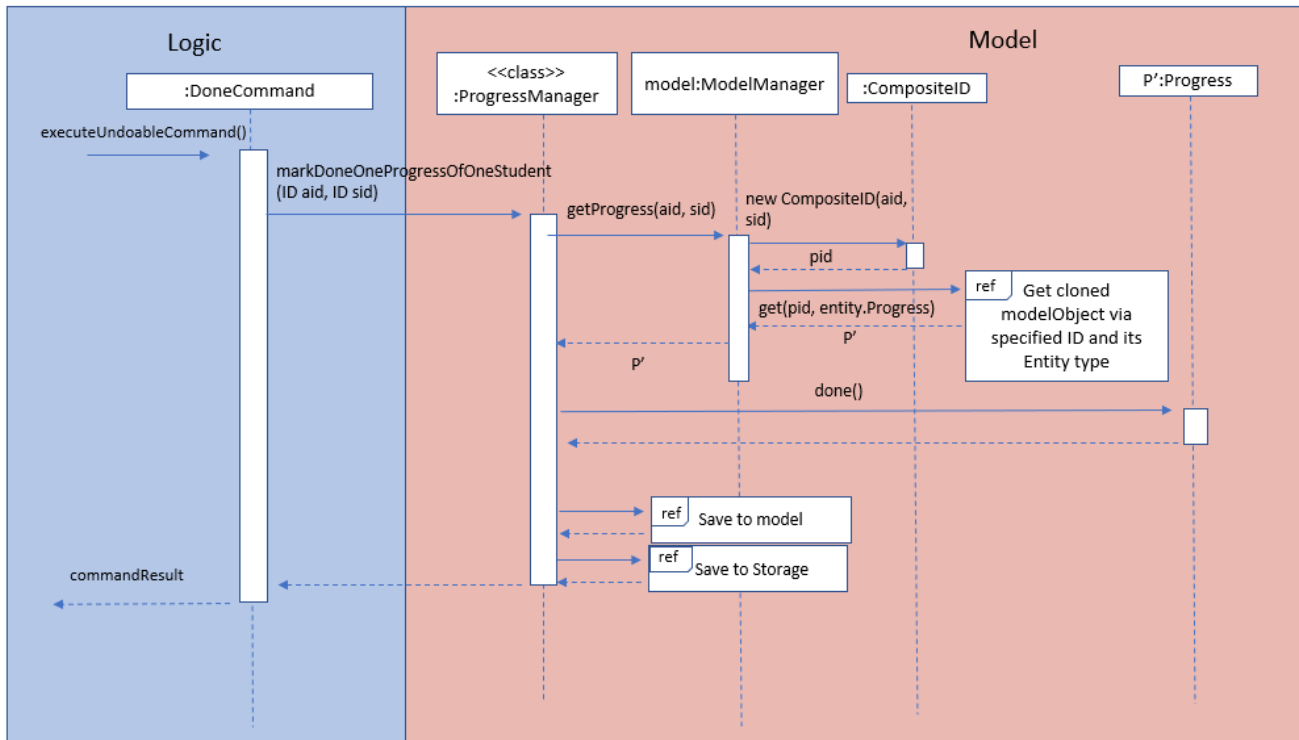 Logic
Model
:DoneCommand
<<class>>
:ProgressManager
model:ModelManager
:CompositeID
P’:Progress
executeUndoableCommand()
markDoneOneProgressOfOneStudent
(ID aid, ID sid)
getProgress(aid, sid)
new CompositeID(aid,
sid)
pid
get(pid, entity.Progress)
P’
ref
Get cloned
modelObject via
specified ID and its
Entity type
P’
done()
ref
Save to model
ref
Save to Storage
commandResult